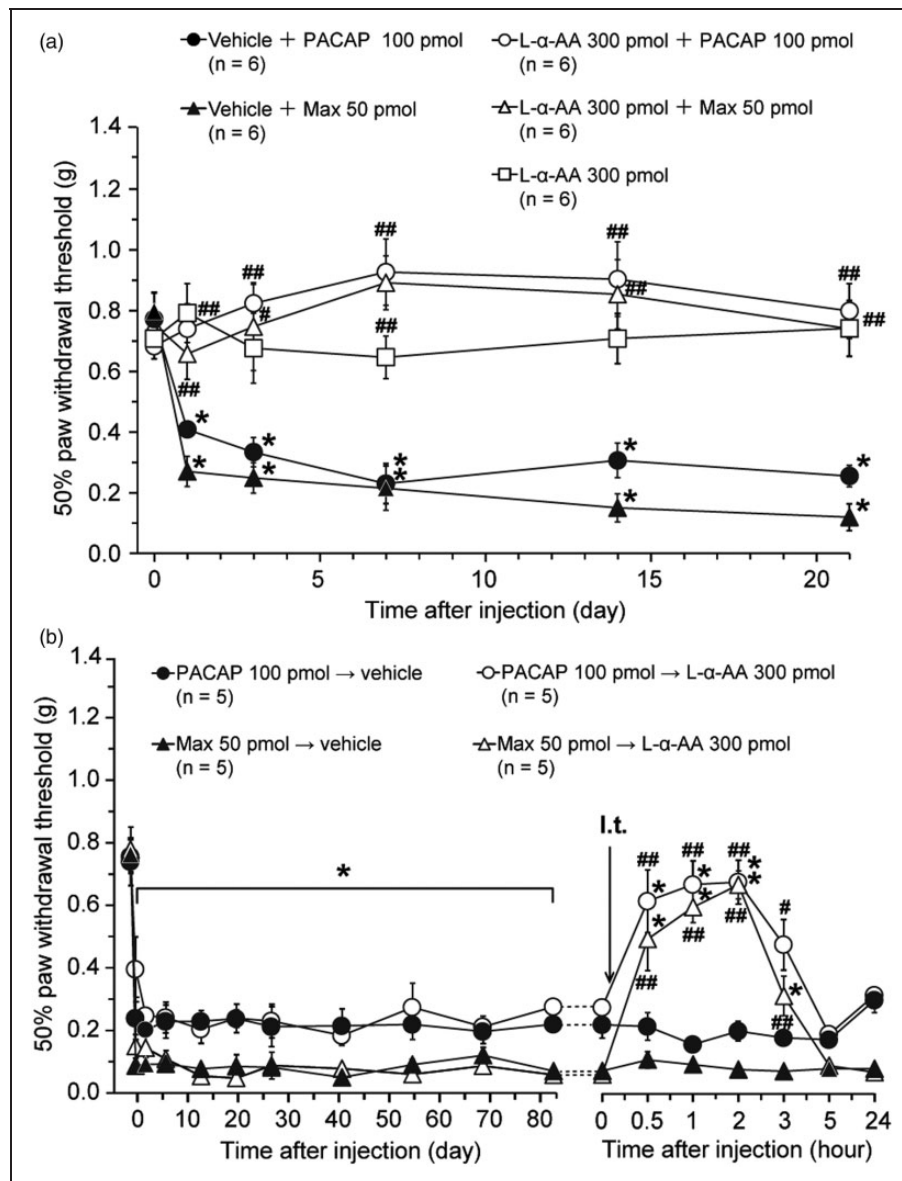 (a)
Vehicle + PACAP 100 pmol
(n = 6)
L-α-AA 300 pmol + PACAP 100 pmol
(n = 6)
Vehicle + Max 50 pmol
(n = 6)
L-α-AA 300 pmol + Max 50 pmol
(n = 6)
L-α-AA 300 pmol
(n = 6)
50% paw withdrawal threshold (g)
1.4
1.2
1.0
0.8
0.6
0.4
0.2
0.0
## ## ## ## ## # ## ## ## ##
* * * * * * * * * *
0 5 10 15 20
Time after injection (day)
(b)
PACAP 100 pmol → vehicle
(n = 5)
PACAP 100 pmol → L-α-AA 300 pmol
(n = 5)
Max 50 pmol → vehicle
(n = 5)
Max 50 pmol → L-α-AA 300 pmol
(n = 5)
50% paw withdrawal threshold (g)
1.4
1.2
1.0
0.8
0.6
0.4
0.2
0.0
*
I.t.
## ## ## #
* * * * * * *
## ## ## ##
0 10 20 30 40 50 60 70 80
Time after injection (day)
0 0.5 1 2 3 5 24
Time after injection (hour)